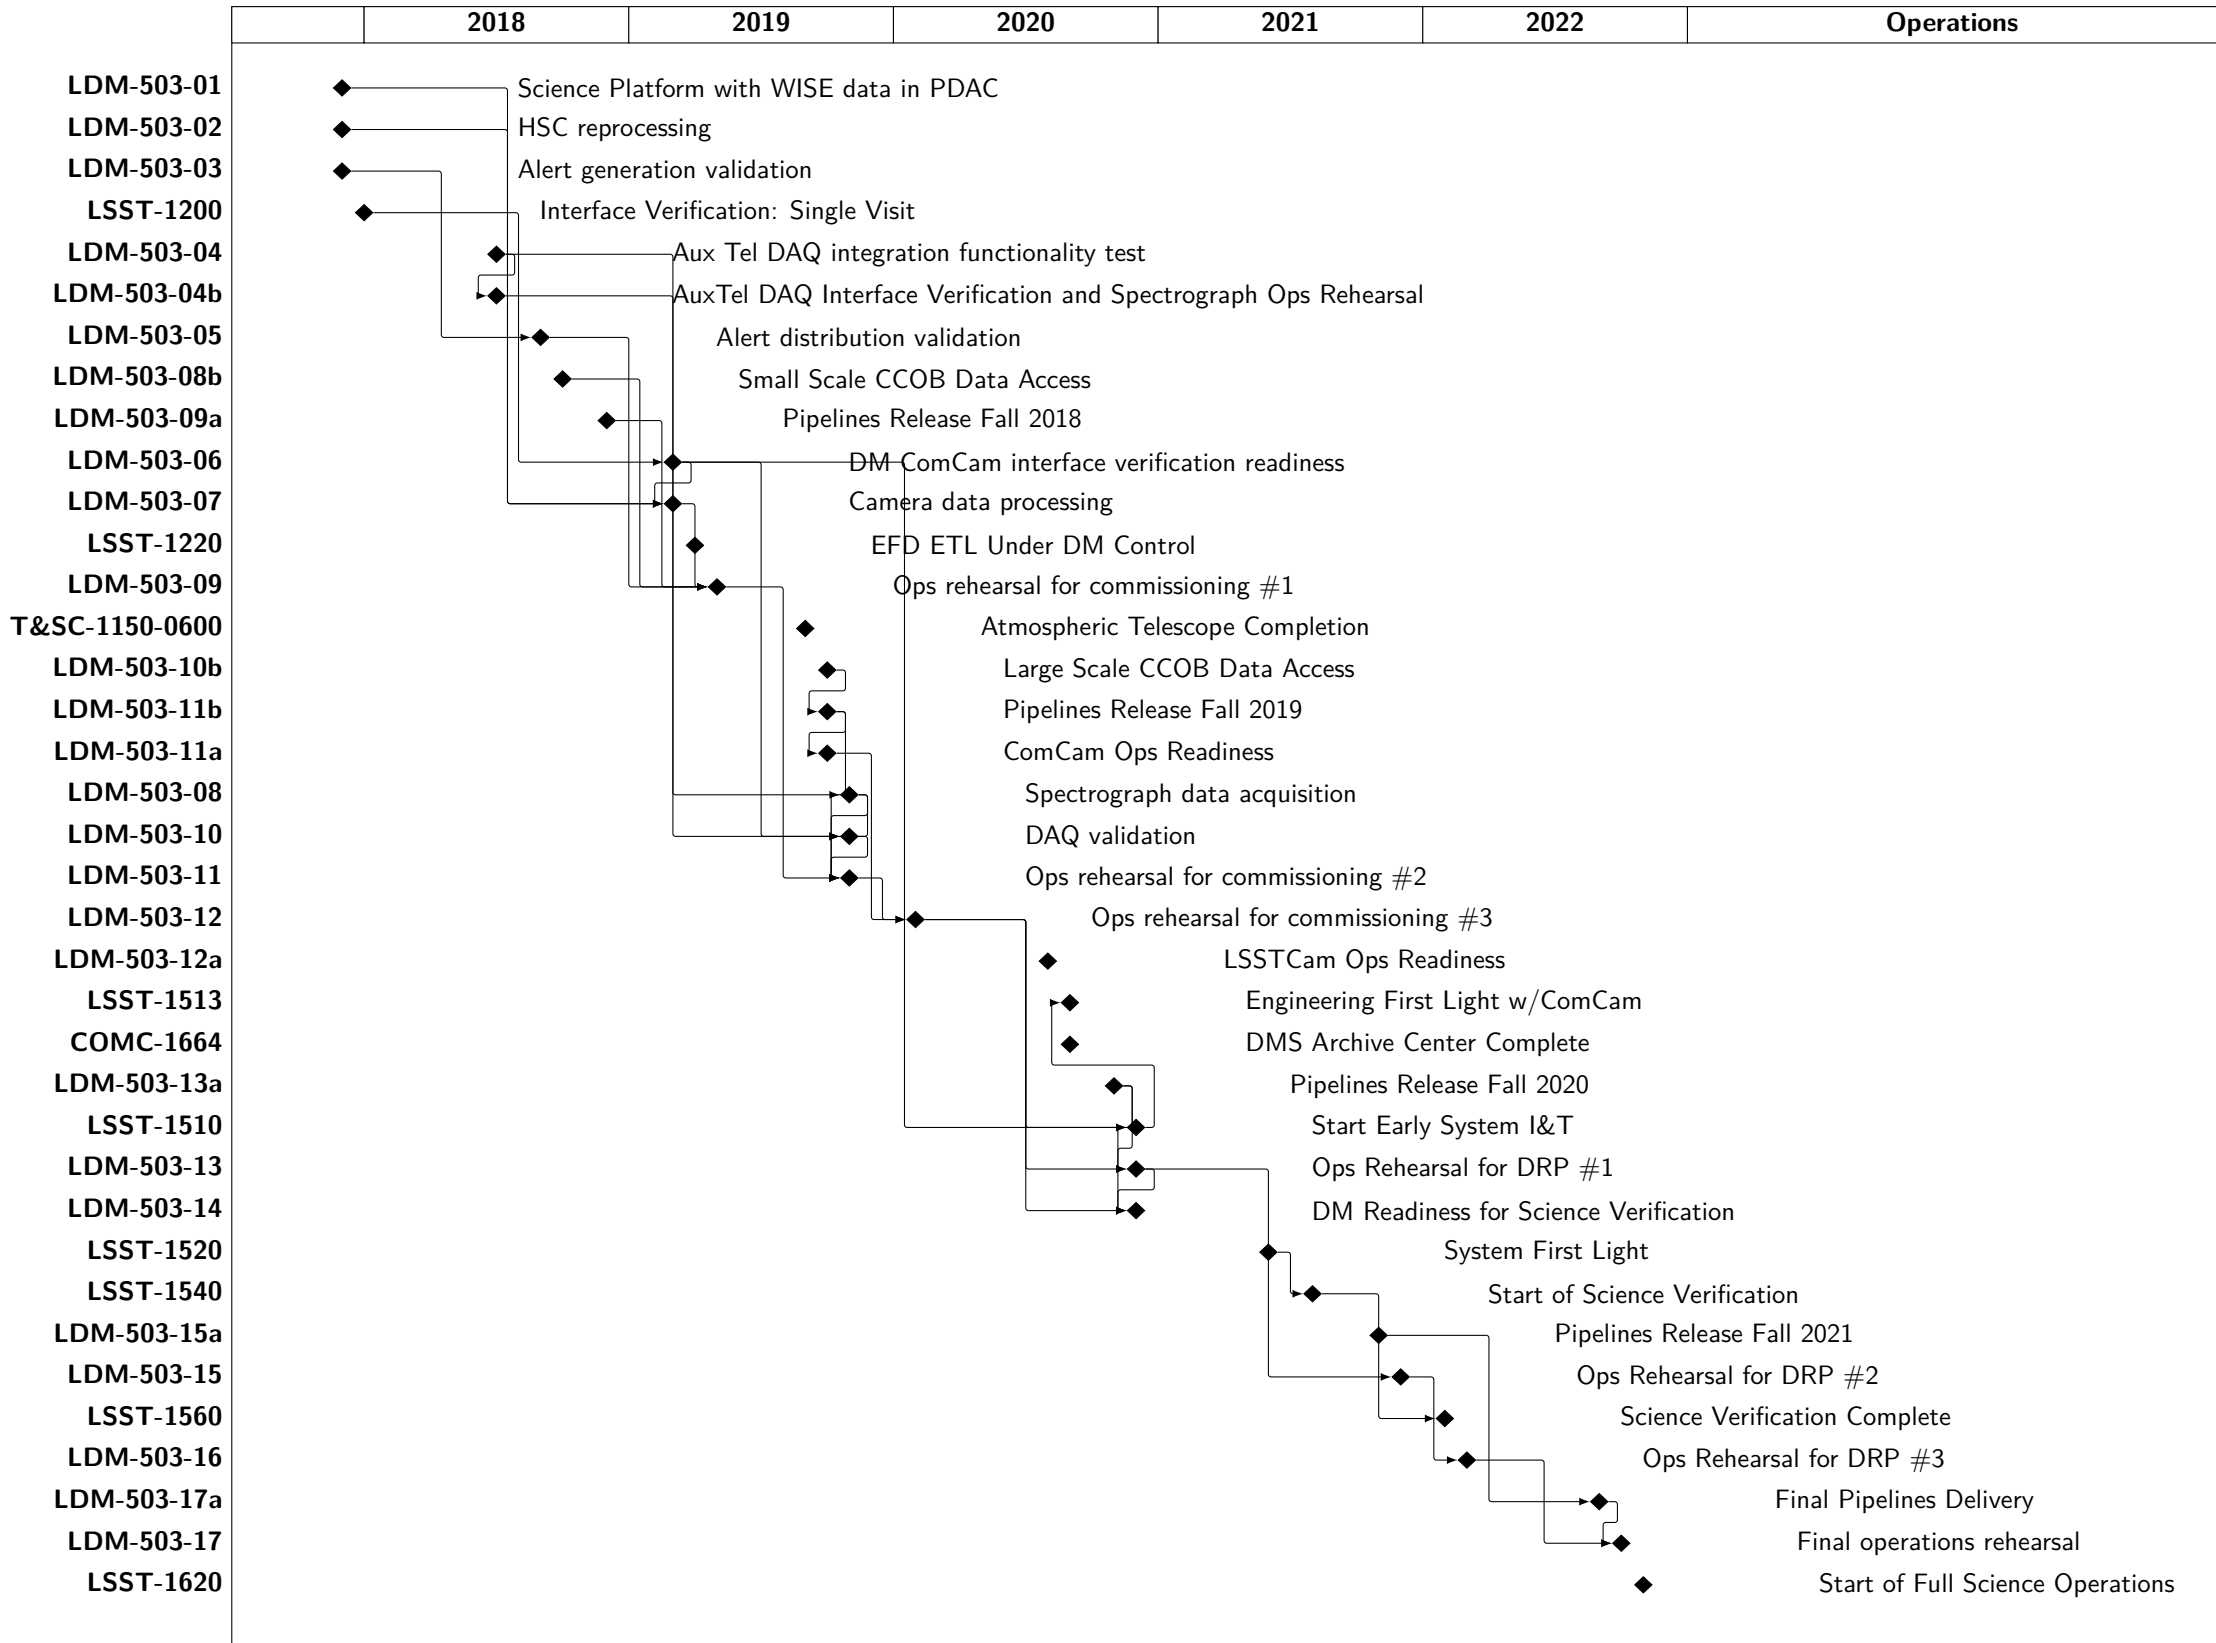 2018 2019 2020 2021 2022 Operations
LDM-503-01 Science Platform with WISE data in PDAC
LDM-503-02 HSC reprocessing
LDM-503-03 Alert generation validation
LSST-1200 Interface Verification: Single Visit
LDM-503-04 Aux Tel DAQ integration functionality test
LDM-503-04b AuxTel DAQ Interface Verification and Spectrograph Ops Rehearsal
LDM-503-05 Alert distribution validation
LDM-503-08b Small Scale CCOB Data Access
LDM-503-09a Pipelines Release Fall 2018
LDM-503-06 DM ComCam interface verification readiness
LDM-503-07 Camera data processing
LSST-1220 EFD ETL Under DM Control
LDM-503-09 Ops rehearsal for commissioning #1
T&SC-1150-0600 Atmospheric Telescope Completion
LDM-503-10b Large Scale CCOB Data Access
LDM-503-11b Pipelines Release Fall 2019
LDM-503-11a ComCam Ops Readiness
LDM-503-08 Spectrograph data acquisition
LDM-503-10 DAQ validation
LDM-503-11 Ops rehearsal for commissioning #2
LDM-503-12 Ops rehearsal for commissioning #3
LDM-503-12a LSSTCam Ops Readiness
LSST-1513 Engineering First Light w/ComCam
COMC-1664 DMS Archive Center Complete
LDM-503-13a Pipelines Release Fall 2020
LSST-1510 Start Early System I&T
LDM-503-13 Ops Rehearsal for DRP #1
LDM-503-14 DM Readiness for Science Verification
LSST-1520 System First Light
LSST-1540 Start of Science Verification
LDM-503-15a Pipelines Release Fall 2021
LDM-503-15 Ops Rehearsal for DRP #2
LSST-1560 Science Verification Complete
LDM-503-16 Ops Rehearsal for DRP #3
LDM-503-17a Final Pipelines Delivery
LDM-503-17 Final operations rehearsal
LSST-1620 Start of Full Science Operations